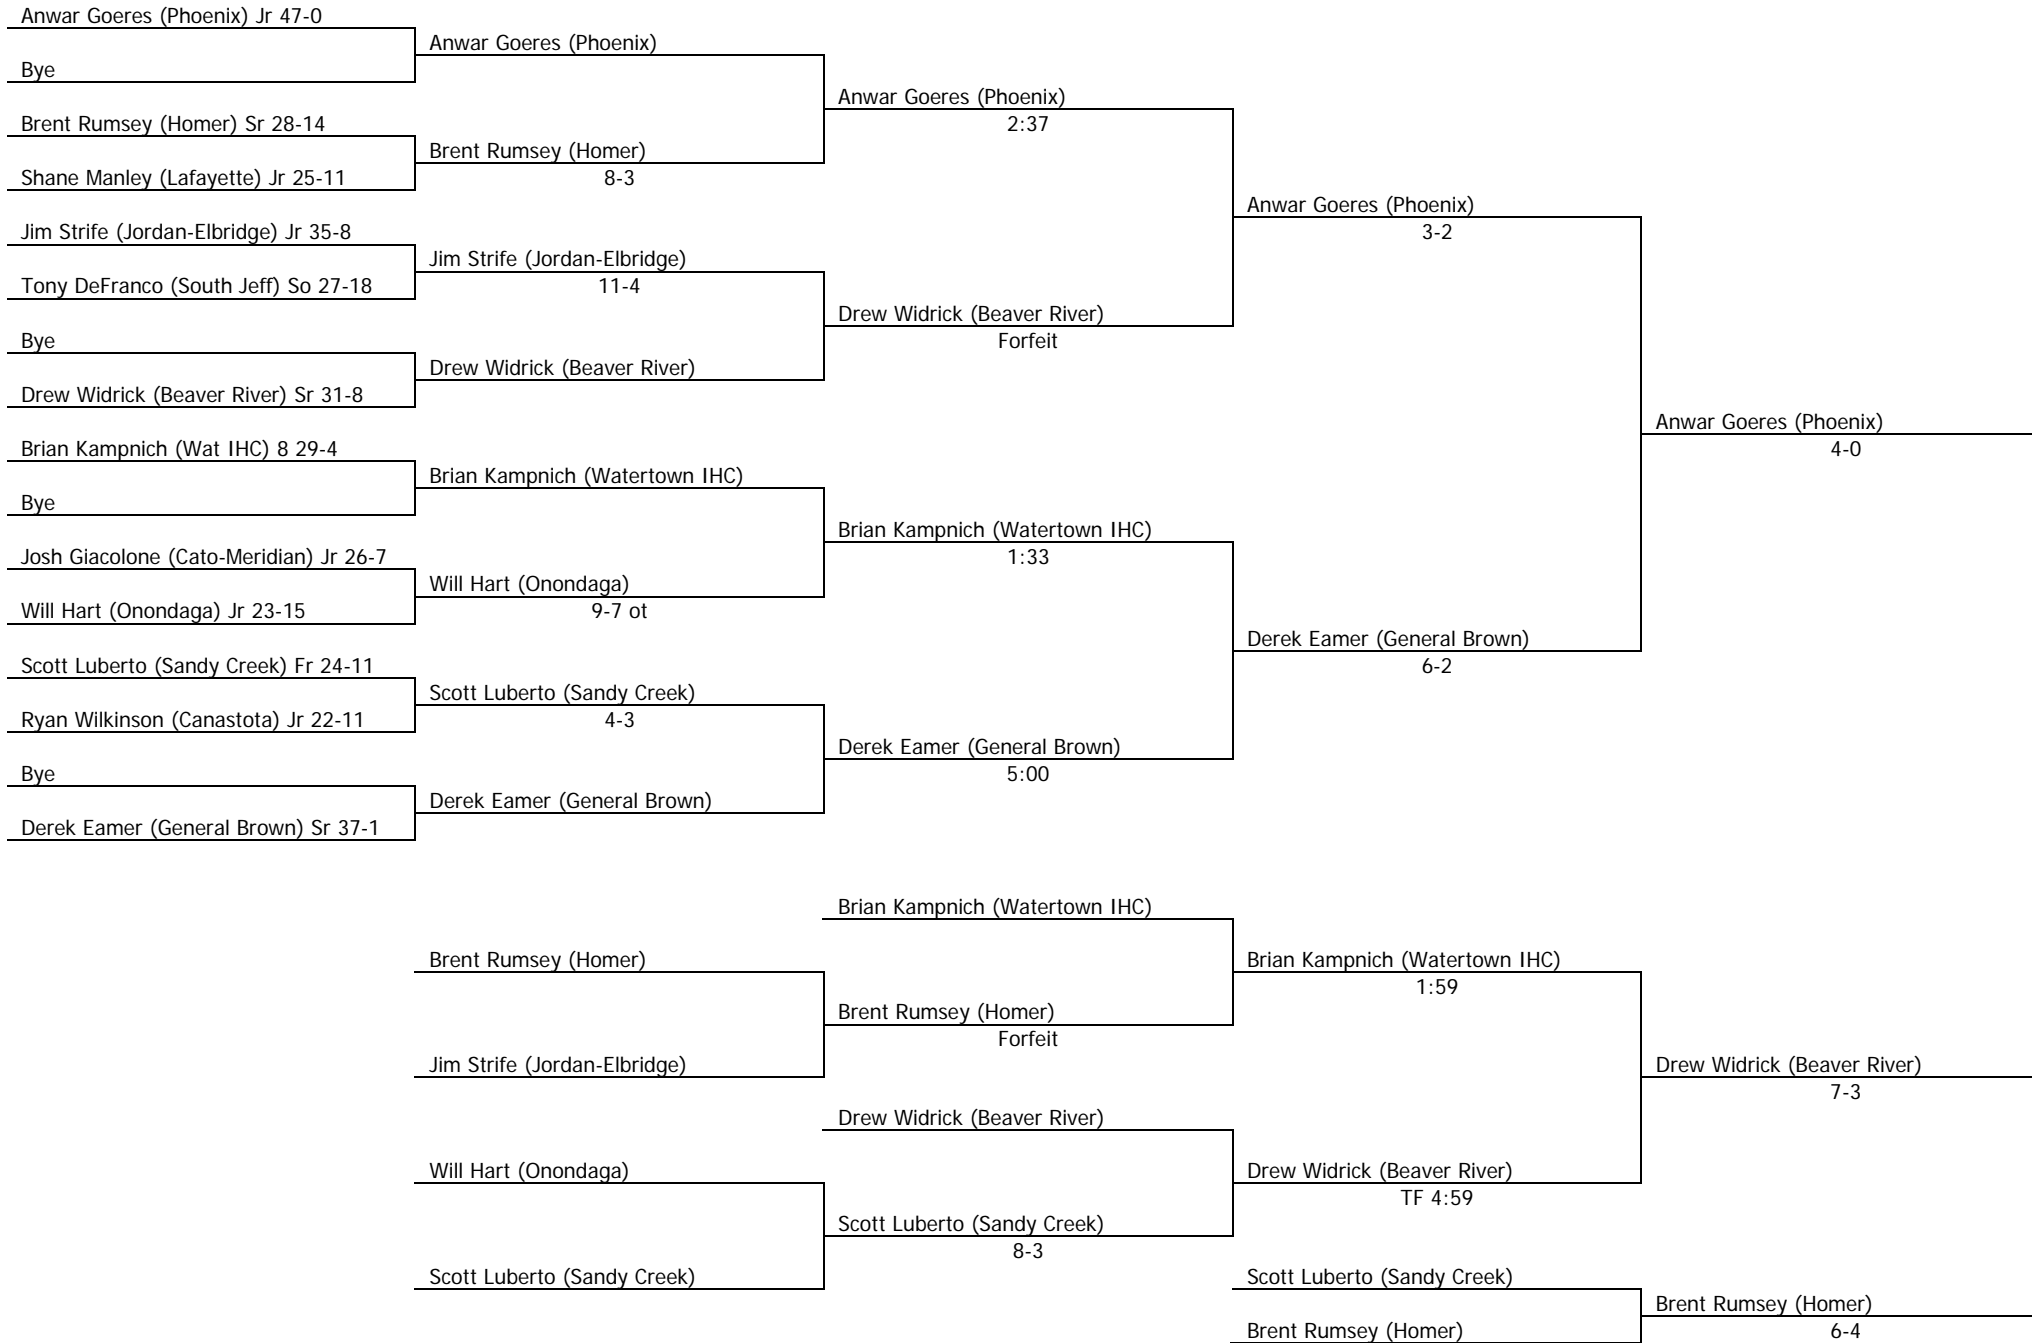 Anwar Goeres (Phoenix) Jr 47-0
Anwar Goeres (Phoenix)
Bye
Anwar Goeres (Phoenix)
2:37
Brent Rumsey (Homer) Sr 28-14
Brent Rumsey (Homer)
8-3
Shane Manley (Lafayette) Jr 25-11
Anwar Goeres (Phoenix)
3-2
Jim Strife (Jordan-Elbridge) Jr 35-8
Jim Strife (Jordan-Elbridge)
11-4
Tony DeFranco (South Jeff) So 27-18
Drew Widrick (Beaver River)
Forfeit
Bye
Drew Widrick (Beaver River)
Drew Widrick (Beaver River) Sr 31-8
Anwar Goeres (Phoenix)
4-0
Brian Kampnich (Wat IHC) 8 29-4
Brian Kampnich (Watertown IHC)
Bye
Brian Kampnich (Watertown IHC)
1:33
Josh Giacolone (Cato-Meridian) Jr 26-7
Will Hart (Onondaga)
9-7 ot
Will Hart (Onondaga) Jr 23-15
Derek Eamer (General Brown)
6-2
Scott Luberto (Sandy Creek) Fr 24-11
Scott Luberto (Sandy Creek)
4-3
Ryan Wilkinson (Canastota) Jr 22-11
Derek Eamer (General Brown)
5:00
Bye
Derek Eamer (General Brown)
Derek Eamer (General Brown) Sr 37-1
Brian Kampnich (Watertown IHC)
Brent Rumsey (Homer)
Brian Kampnich (Watertown IHC)
1:59
Brent Rumsey (Homer)
Forfeit
Jim Strife (Jordan-Elbridge)
Drew Widrick (Beaver River)
7-3
Drew Widrick (Beaver River)
Will Hart (Onondaga)
Drew Widrick (Beaver River)
TF 4:59
Scott Luberto (Sandy Creek)
8-3
Scott Luberto (Sandy Creek)
Scott Luberto (Sandy Creek)
Brent Rumsey (Homer)
6-4
Brent Rumsey (Homer)